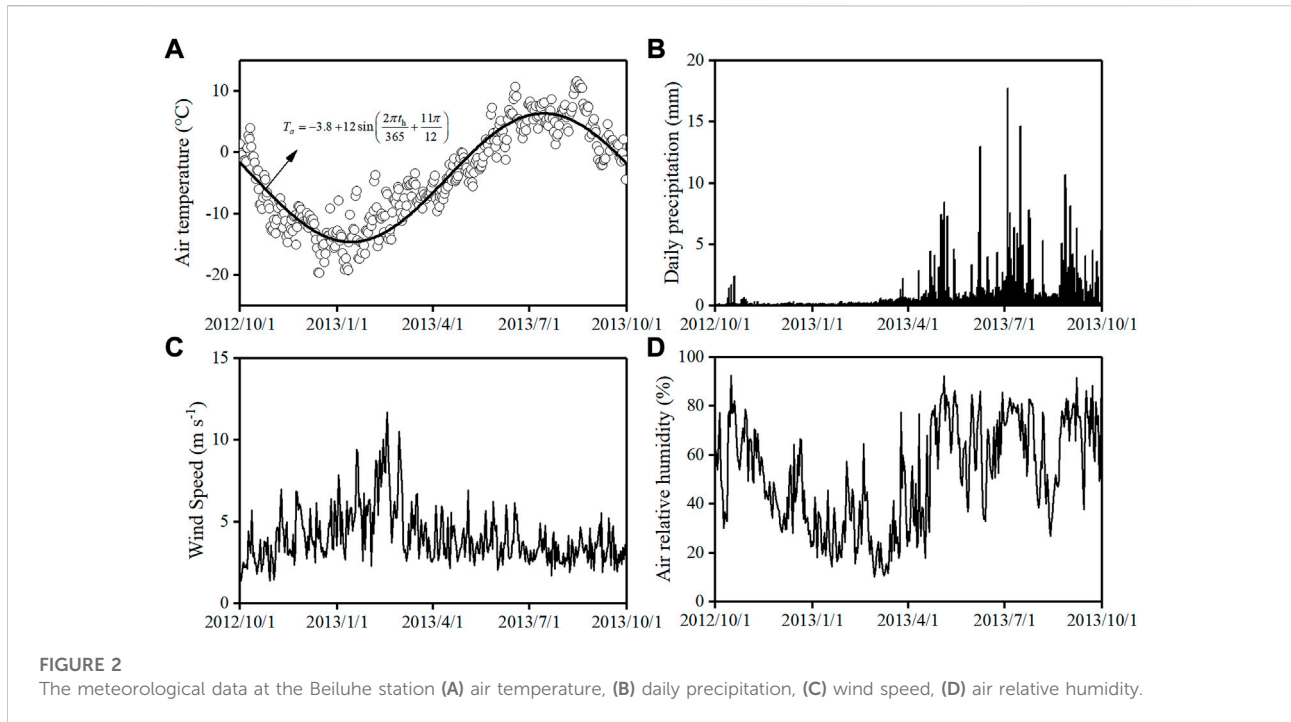 A
Air temperature (°C)
10
0
-10
-20
T_a = -3.8+12sin(2πt_h/365 + 11π/12)
2012/10/1 2013/1/1 2013/4/1 2013/7/1 2013/10/1
B
Daily precipitation (mm)
20
15
10
5
0
2012/10/1 2013/1/1 2013/4/1 2013/7/1 2013/10/1
C
Wind Speed (m s⁻¹)
15
10
5
0
2012/10/1 2013/1/1 2013/4/1 2013/7/1 2013/10/1
D
Air relative humidity (%)
100
80
60
40
20
0
2012/10/1 2013/1/1 2013/4/1 2013/7/1 2013/10/1
FIGURE 2
The meteorological data at the Beiluhe station (A) air temperature, (B) daily precipitation, (C) wind speed, (D) air relative humidity.